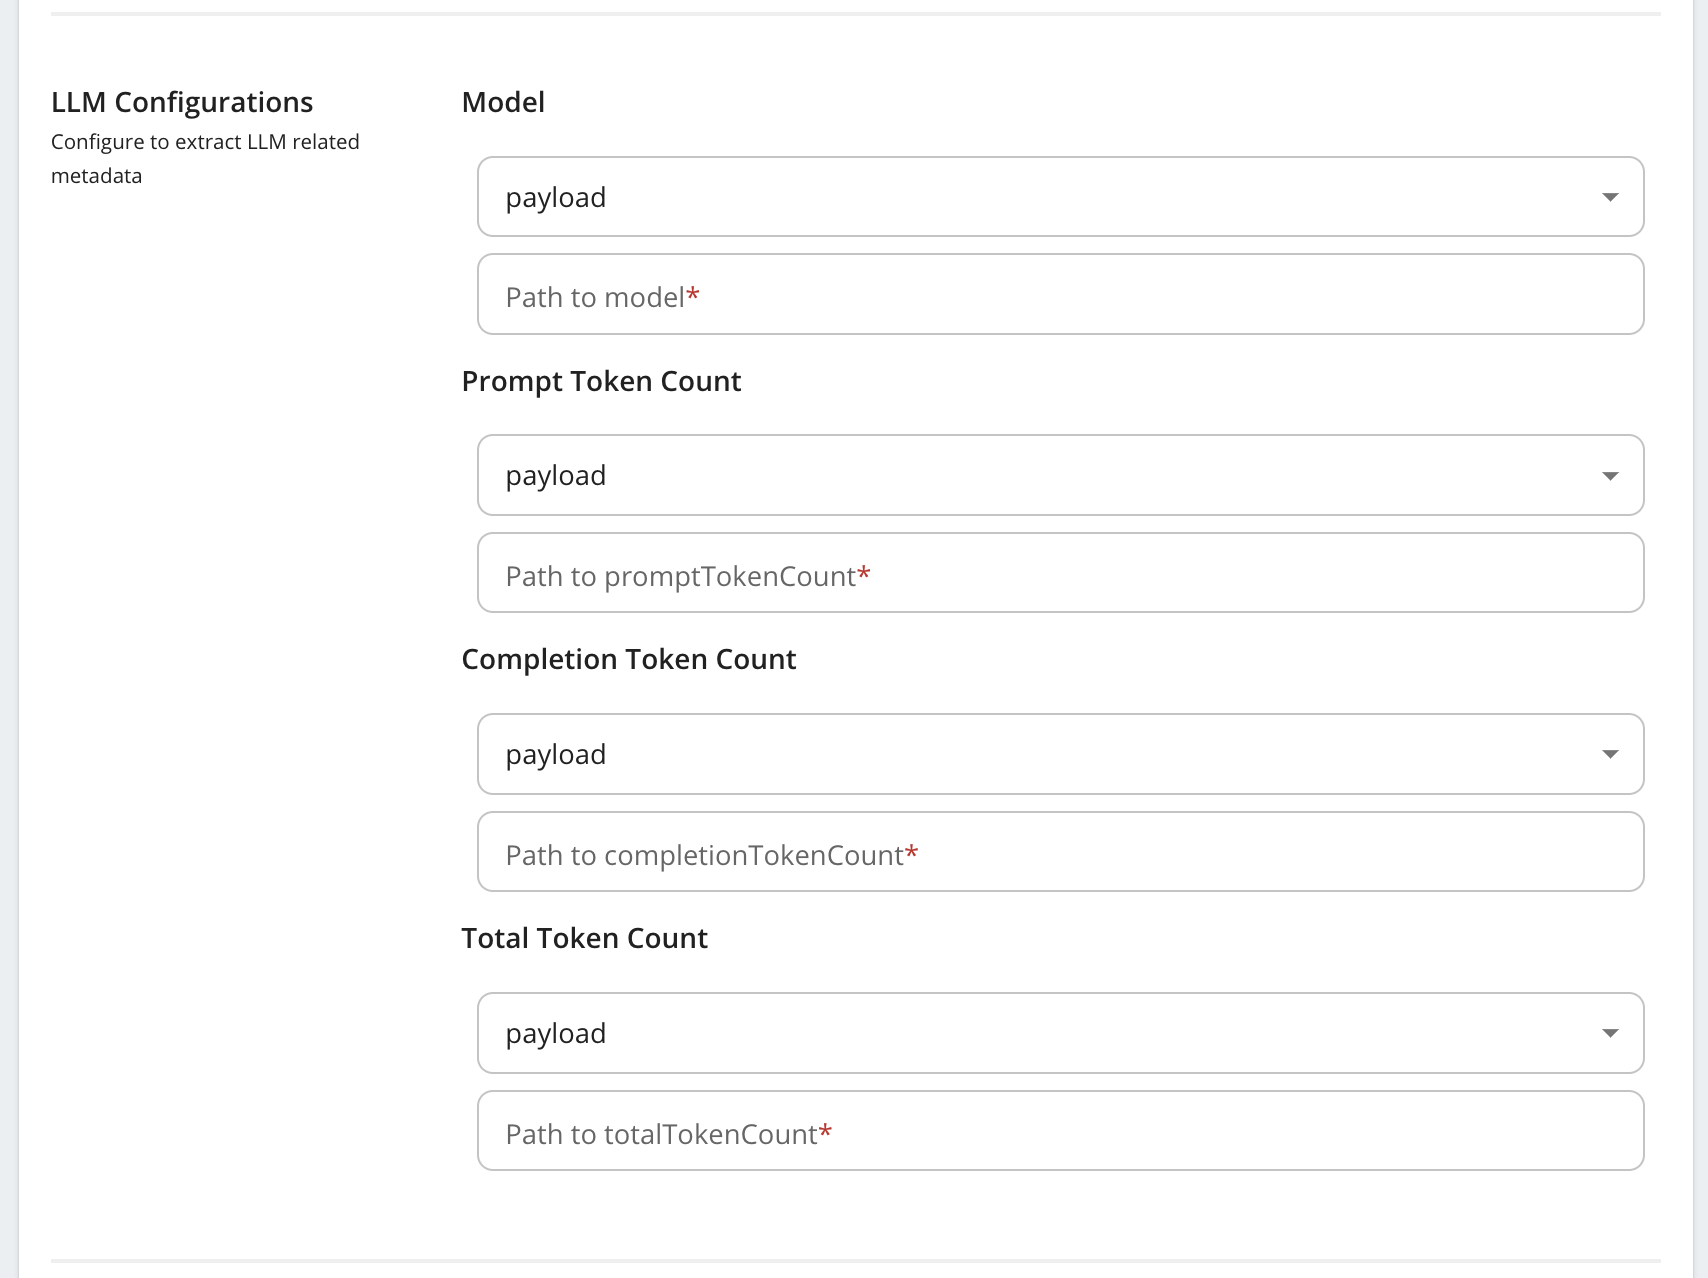 LLM Configurations
Configure to extract LLM related
metadata
Model
payload
Path to model*
Prompt Token Count
payload
Path to promptTokenCount*
Completion Token Count
payload
Path to completionTokenCount*
Total Token Count
payload
Path to totalTokenCount*